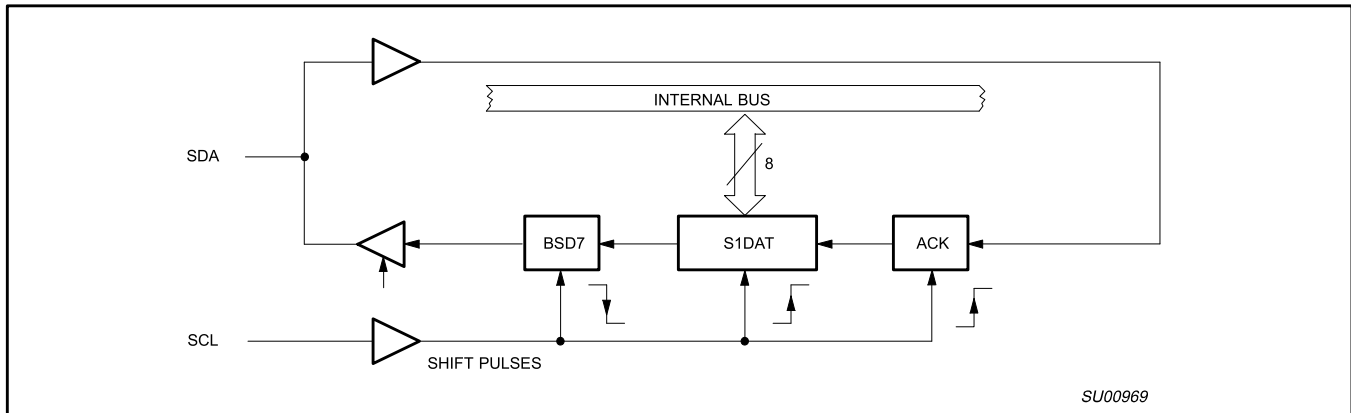 INTERNAL BUS
SDA
8
BSD7
S1DAT
ACK
SCL
SHIFT PULSES
SU00969